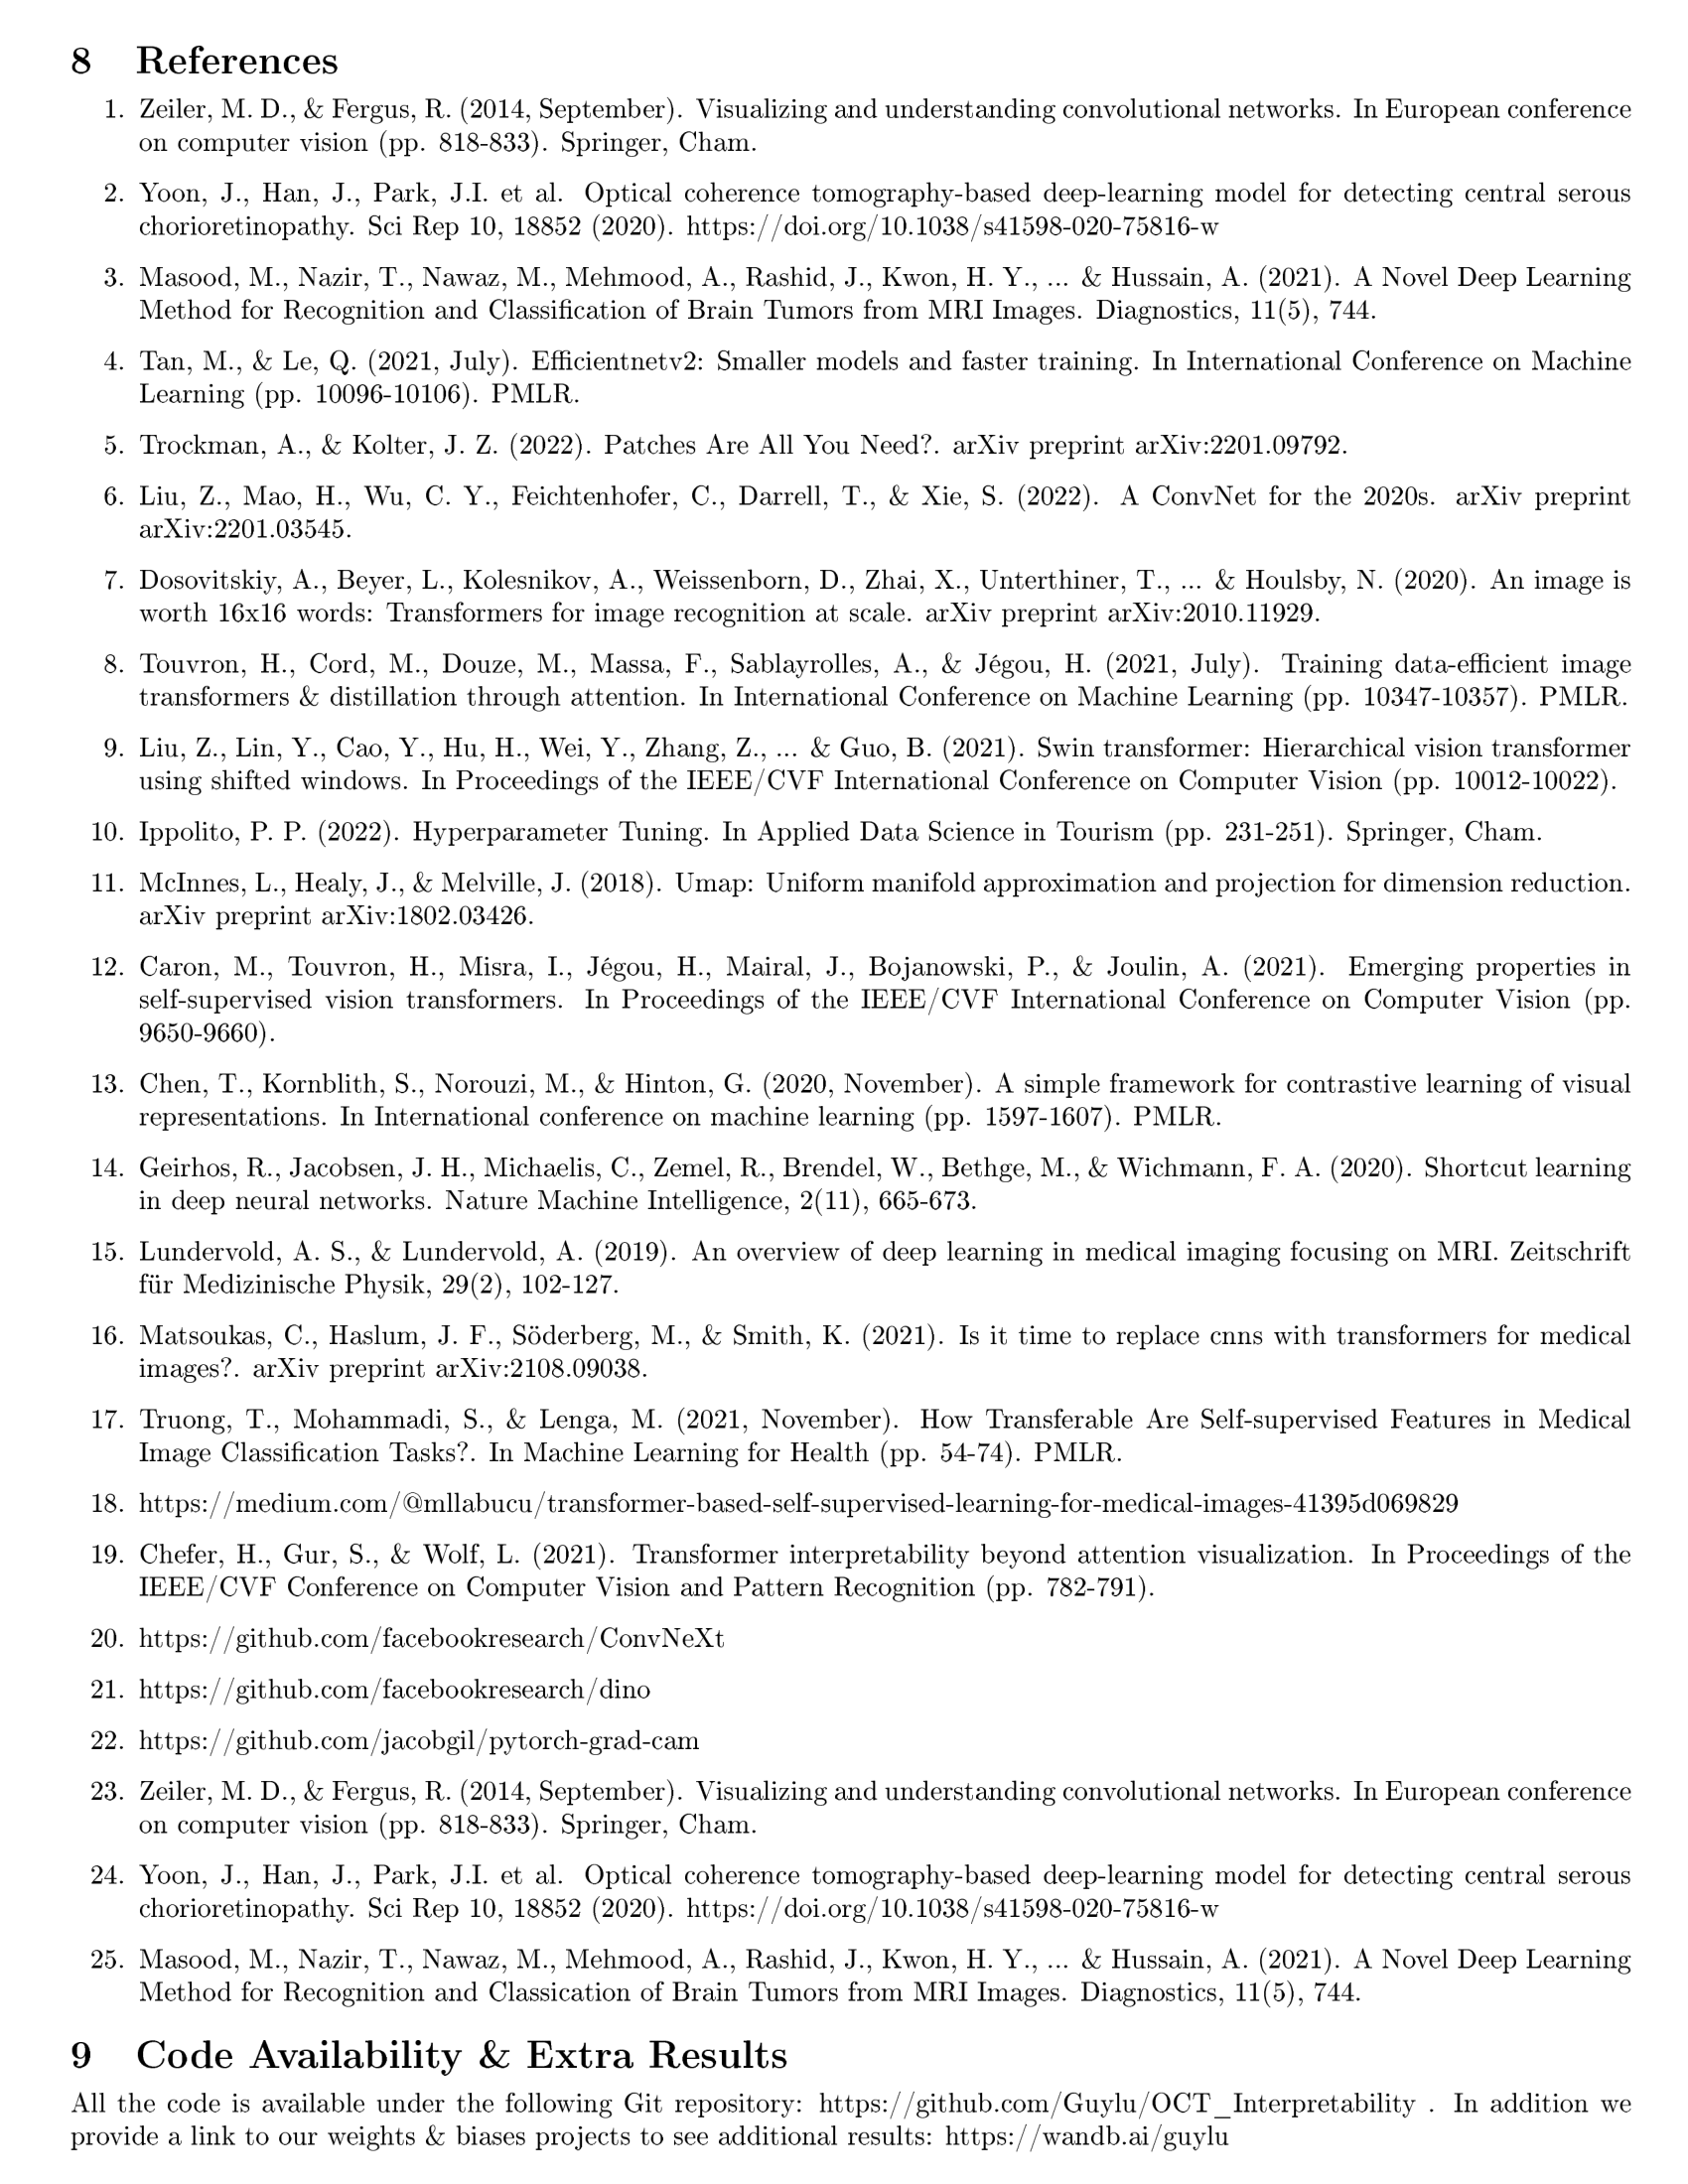 8 References
1. Zeiler, M. D., & Fergus, R. (2014, September). Visualizing and understanding convolutional networks. In European conference
on computer vision (pp. 818-833). Springer, Cham.
2. Yoon, J., Han, J., Park, J.I. et al. Optical coherence tomography-based deep-learning model for detecting central serous
chorioretinopathy. Sci Rep 10, 18852 (2020). https://doi.org/10.1038/s41598-020-75816-w
3. Masood, M., Nazir, T., Nawaz, M., Mehmood, A., Rashid, J., Kwon, H. Y., ... & Hussain, A. (2021). A Novel Deep Learning
Method for Recognition and Classification of Brain Tumors from MRI Images. Diagnostics, 11(5), 744.
4. Tan, M., & Le, Q. (2021, July). Efficientnetv2: Smaller models and faster training. In International Conference on Machine
Learning (pp. 10096-10106). PMLR.
5. Trockman, A., & Kolter, J. Z. (2022). Patches Are All You Need?. arXiv preprint arXiv:2201.09792.
6. Liu, Z., Mao, H., Wu, C. Y., Feichtenhofer, C., Darrell, T., & Xie, S. (2022). A ConvNet for the 2020s. arXiv preprint
arXiv:2201.03545.
7. Dosovitskiy, A., Beyer, L., Kolesnikov, A., Weissenborn, D., Zhai, X., Unterthiner, T., ... & Houlsby, N. (2020). An image is
worth 16x16 words: Transformers for image recognition at scale. arXiv preprint arXiv:2010.11929.
8. Touvron, H., Cord, M., Douze, M., Massa, F., Sablayrolles, A., & Jégou, H. (2021, July). Training data-efficient image
transformers & distillation through attention. In International Conference on Machine Learning (pp. 10347-10357). PMLR.
9. Liu, Z., Lin, Y., Cao, Y., Hu, H., Wei, Y., Zhang, Z., ... & Guo, B. (2021). Swin transformer: Hierarchical vision transformer
using shifted windows. In Proceedings of the IEEE/CVF International Conference on Computer Vision (pp. 10012-10022).
10. Ippolito, P. P. (2022). Hyperparameter Tuning. In Applied Data Science in Tourism (pp. 231-251). Springer, Cham.
11. McInnes, L., Healy, J., & Melville, J. (2018). Umap: Uniform manifold approximation and projection for dimension reduction.
arXiv preprint arXiv:1802.03426.
12. Caron, M., Touvron, H., Misra, I., Jégou, H., Mairal, J., Bojanowski, P., & Joulin, A. (2021). Emerging properties in
self-supervised vision transformers. In Proceedings of the IEEE/CVF International Conference on Computer Vision (pp.
9650-9660).
13. Chen, T., Kornblith, S., Norouzi, M., & Hinton, G. (2020, November). A simple framework for contrastive learning of visual
representations. In International conference on machine learning (pp. 1597-1607). PMLR.
14. Geirhos, R., Jacobsen, J. H., Michaelis, C., Zemel, R., Brendel, W., Bethge, M., & Wichmann, F. A. (2020). Shortcut learning
in deep neural networks. Nature Machine Intelligence, 2(11), 665-673.
15. Lundervold, A. S., & Lundervold, A. (2019). An overview of deep learning in medical imaging focusing on MRI. Zeitschrift
für Medizinische Physik, 29(2), 102-127.
16. Matsoukas, C., Haslum, J. F., Söderberg, M., & Smith, K. (2021). Is it time to replace cnns with transformers for medical
images?. arXiv preprint arXiv:2108.09038.
17. Truong, T., Mohammadi, S., & Lenga, M. (2021, November). How Transferable Are Self-supervised Features in Medical
Image Classification Tasks?. In Machine Learning for Health (pp. 54-74). PMLR.
18. https://medium.com/@mllabucu/transformer-based-self-supervised-learning-for-medical-images-41395d069829
19. Chefer, H., Gur, S., & Wolf, L. (2021). Transformer interpretability beyond attention visualization. In Proceedings of the
IEEE/CVF Conference on Computer Vision and Pattern Recognition (pp. 782-791).
20. https://github.com/facebookresearch/ConvNeXt
21. https://github.com/facebookresearch/dino
22. https://github.com/jacobgil/pytorch-grad-cam
23. Zeiler, M. D., & Fergus, R. (2014, September). Visualizing and understanding convolutional networks. In European conference
on computer vision (pp. 818-833). Springer, Cham.
24. Yoon, J., Han, J., Park, J.I. et al. Optical coherence tomography-based deep-learning model for detecting central serous
chorioretinopathy. Sci Rep 10, 18852 (2020). https://doi.org/10.1038/s41598-020-75816-w
25. Masood, M., Nazir, T., Nawaz, M., Mehmood, A., Rashid, J., Kwon, H. Y., ... & Hussain, A. (2021). A Novel Deep Learning
Method for Recognition and Classication of Brain Tumors from MRI Images. Diagnostics, 11(5), 744.
9 Code Availability & Extra Results
All the code is available under the following Git repository: https://github.com/Guylu/OCT_Interpretability . In addition we
provide a link to our weights & biases projects to see additional results: https://wandb.ai/guylu